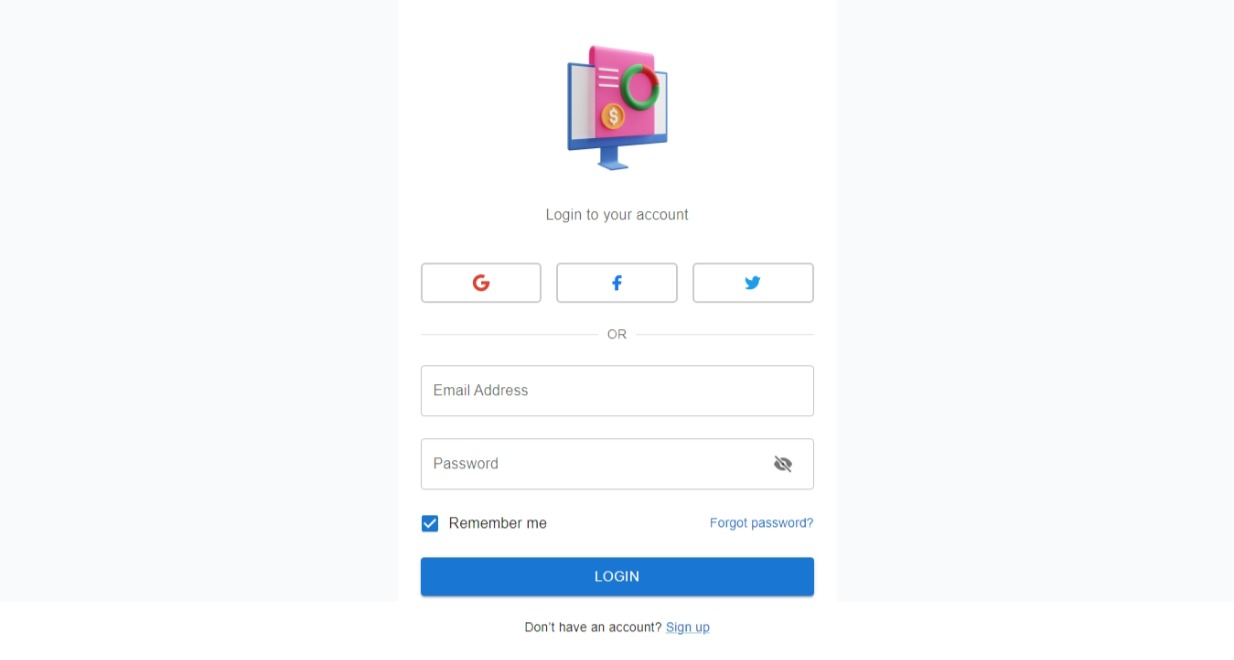 Login to your account
OR
Email Address
Password
Remember me
Forgot password?
LOGIN
Don't have an account? Sign up